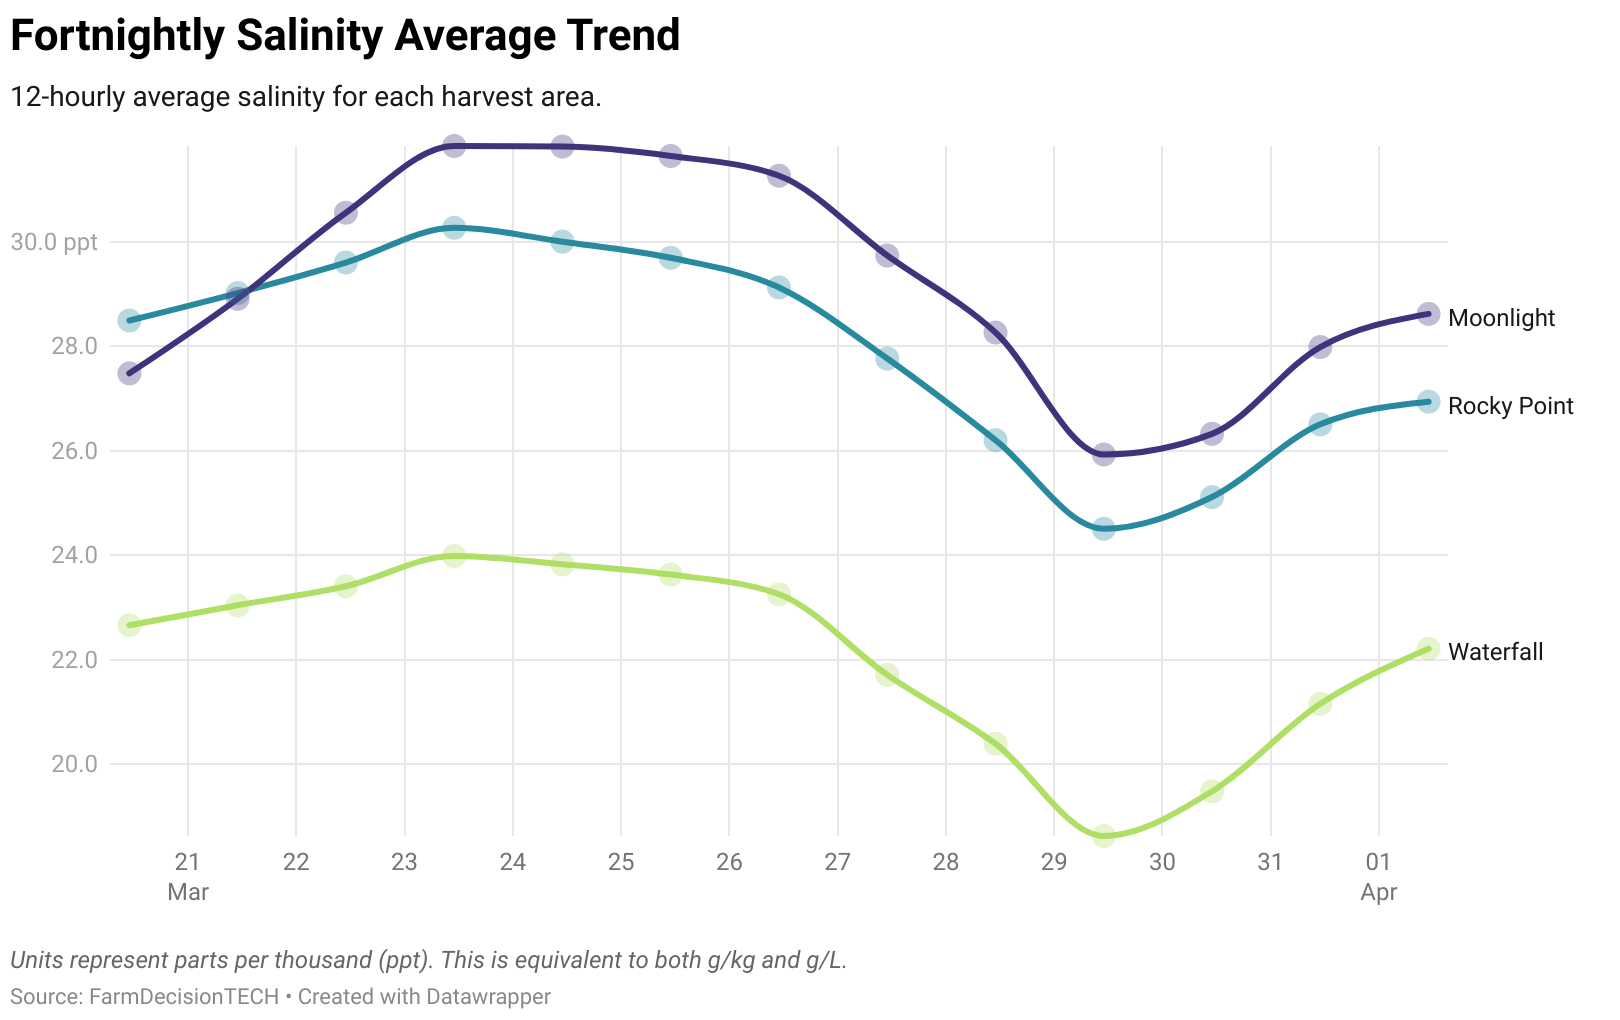 Fortnightly Salinity Average Trend
12-hourly average salinity for each harvest area.
30.0 ppt
28.0
26.0
24.0
22.0
20.0
Moonlight
Rocky Point
Waterfall
21 22 23 24 25 26 27 28 29 30 31 01
Mar Apr
Units represent parts per thousand (ppt). This is equivalent to both g/kg and g/L.
Source: FarmDecisionTECH • Created with Datawrapper